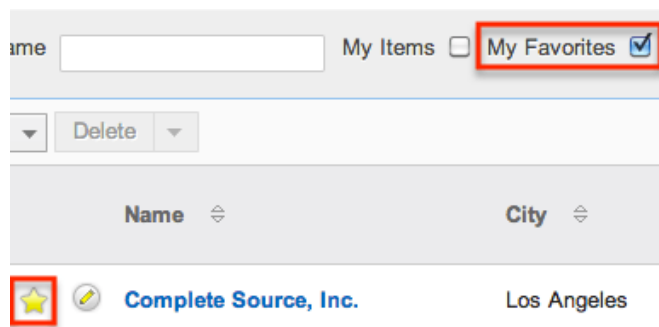 ame My Items My Favorites
Delete
Name City
Complete Source, Inc. Los Angeles